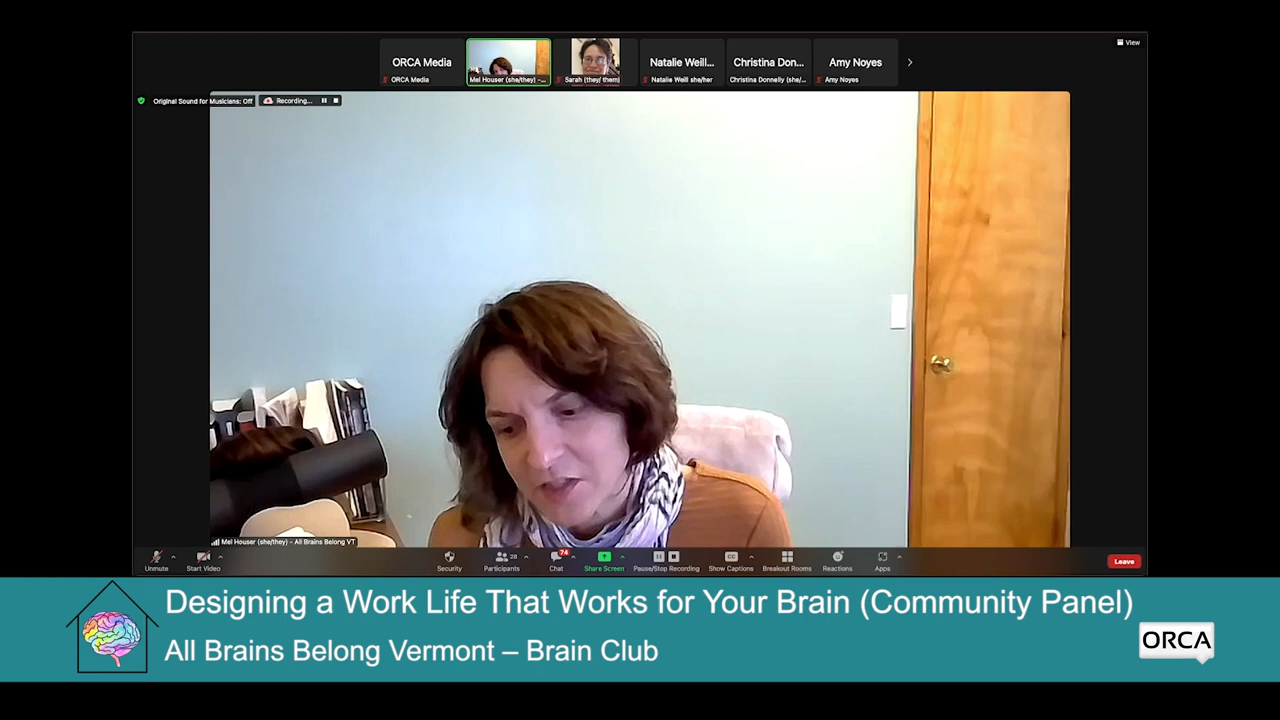 View
ORCA Media
ORCA Media
Mel Houser (she/they) -...
Sarah (they/ them)
Natalie Weill...
Natalie Weill she/her
Christina Don...
Christina Donnelly (she/...
Amy Noyes
Amy Noyes
Original Sound for Musicians: Off
Recording...
Mel Houser (she/they) - All Brains Belong VT
Unmute
Start Video
Security
28
Participants
74
Chat
Share Screen
Pause/Stop Recording
CC
Show Captions
Breakout Rooms
Reactions
Apps
Leave
Designing a Work Life That Works for Your Brain (Community Panel)
All Brains Belong Vermont – Brain Club
ORCA